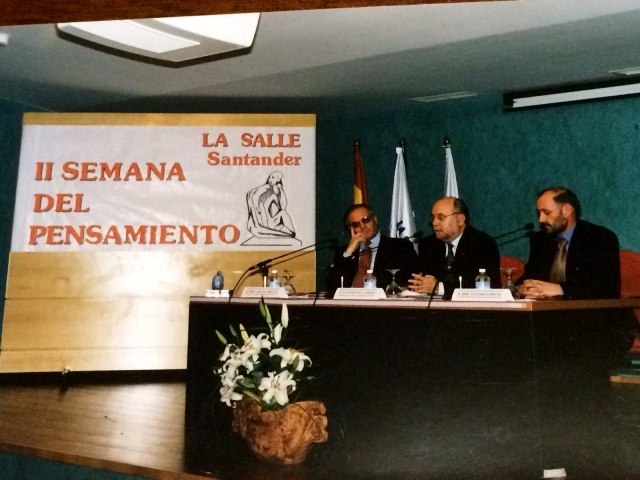 LA SALLE
Santander
II SEMANA
DEL
PENSAMIENTO